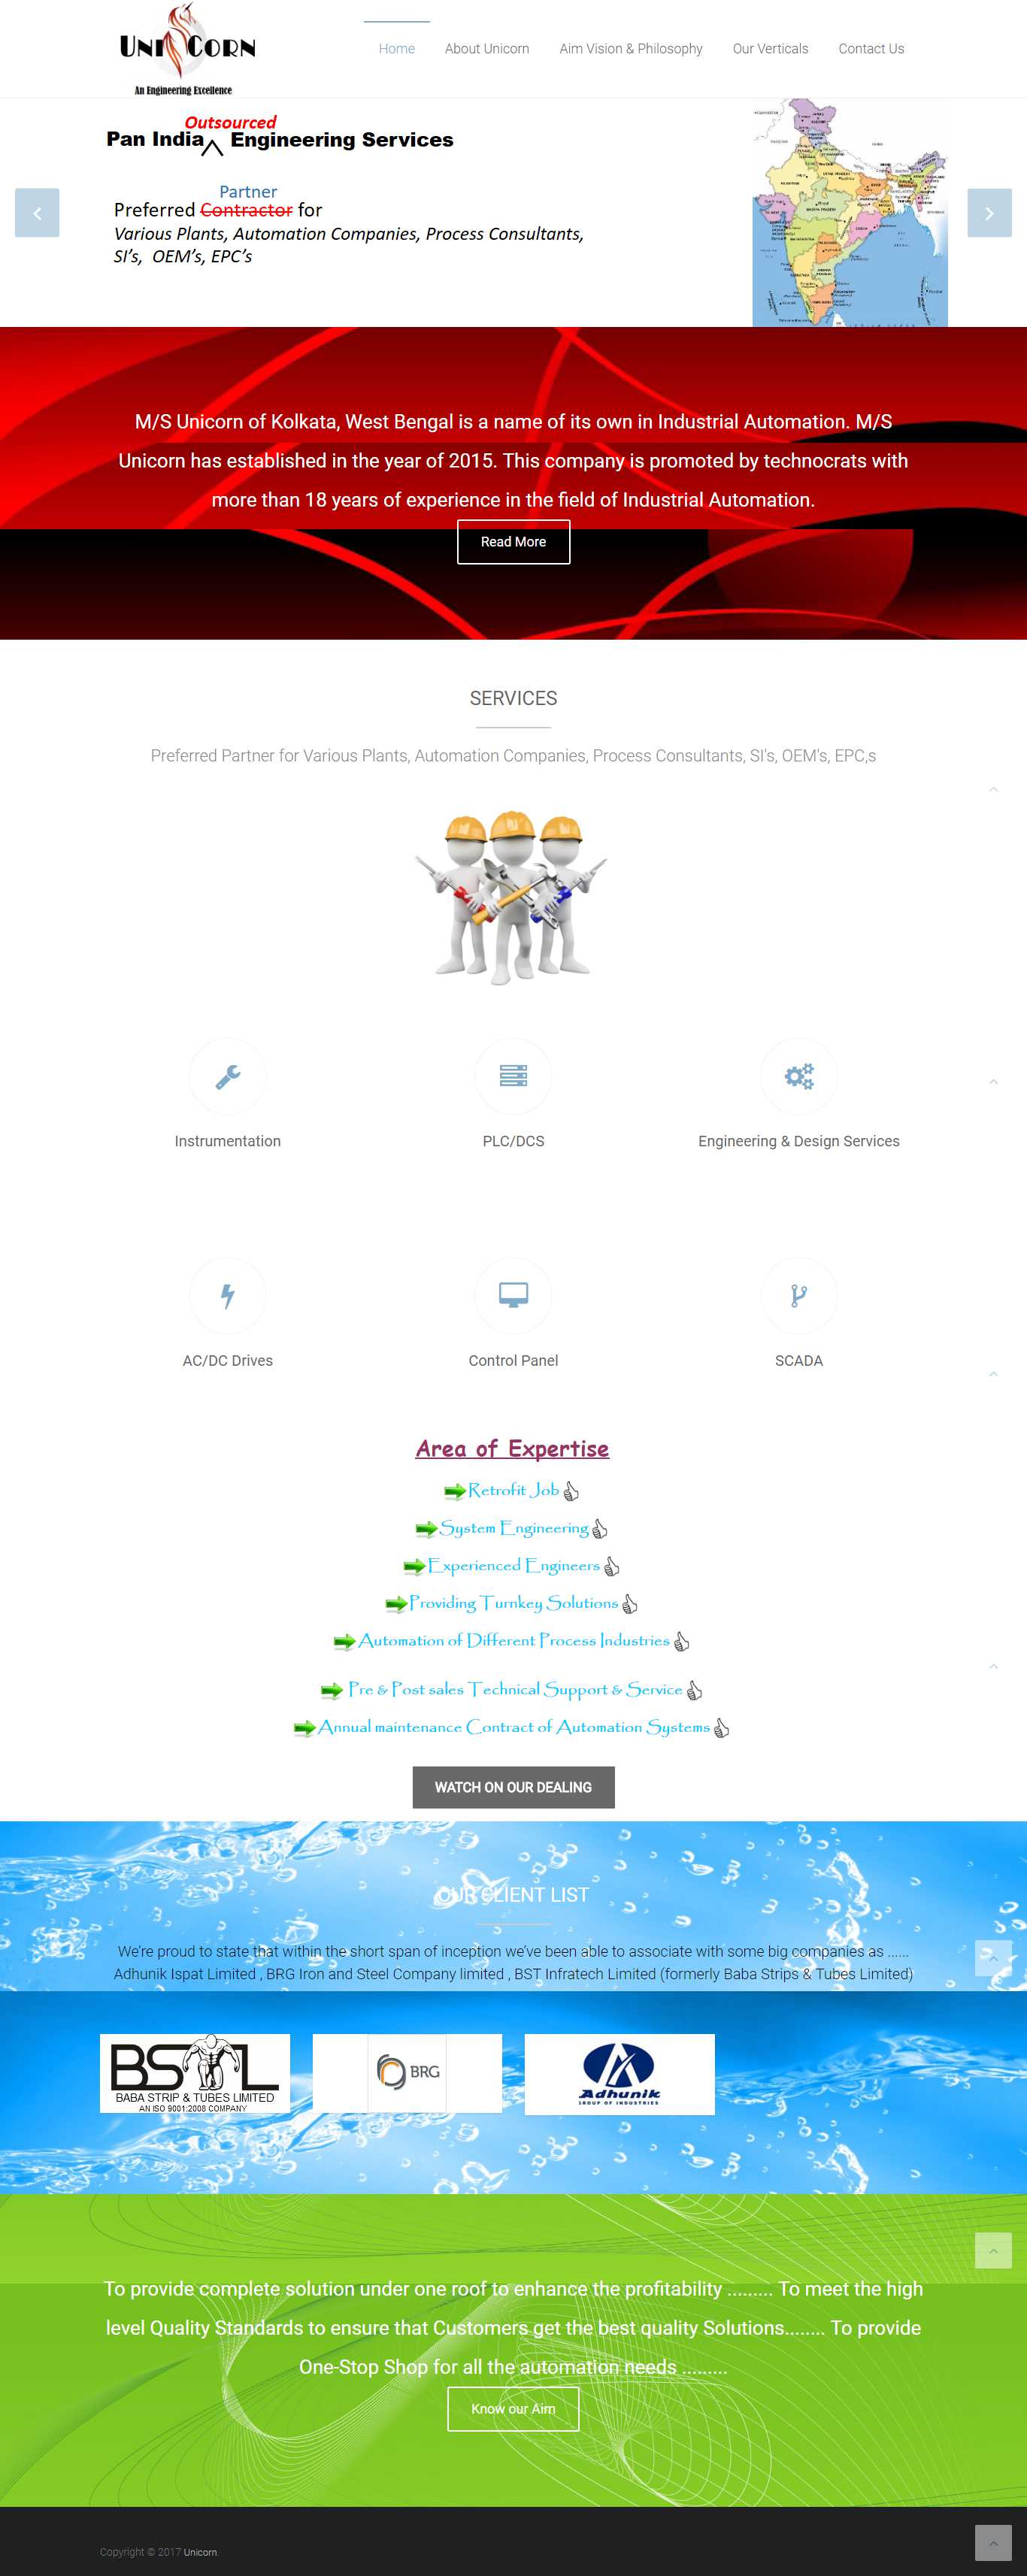 UNICORN
An Engineering Excellence
Home About Unicorn Aim Vision & Philosophy Our Verticals Contact Us
Outsourced
Pan India Engineering Services
Partner
Preferred Contractor for
Various Plants, Automation Companies, Process Consultants,
SI's, OEM's, EPC's
M/S Unicorn of Kolkata, West Bengal is a name of its own in Industrial Automation. M/S
Unicorn has established in the year of 2015. This company is promoted by technocrats with
more than 18 years of experience in the field of Industrial Automation.
Read More
SERVICES
Preferred Partner for Various Plants, Automation Companies, Process Consultants, SI's, OEM's, EPC,s
Instrumentation PLC/DCS Engineering & Design Services
AC/DC Drives Control Panel SCADA
Area of Expertise
Retrofit Job
System Engineering
Experienced Engineers
Providing Turnkey Solutions
Automation of Different Process Industries
Pre & Post sales Technical Support & Service
Annual maintenance Contract of Automation Systems
WATCH ON OUR DEALING
OUR CLIENT LIST
We're proud to state that within the short span of inception we've been able to associate with some big companies as ......
Adhunik Ispat Limited , BRG Iron and Steel Company limited , BST Infratech Limited (formerly Baba Strips & Tubes Limited)
BSTL
BABA STRIP & TUBES LIMITED
AN ISO 9001:2008 COMPANY
BRG
Adhunik
GROUP OF INDUSTRIES
To provide complete solution under one roof to enhance the profitability ......... To meet the high
level Quality Standards to ensure that Customers get the best quality Solutions........ To provide
One-Stop Shop for all the automation needs .........
Know our Aim
Copyright © 2017 Unicorn.